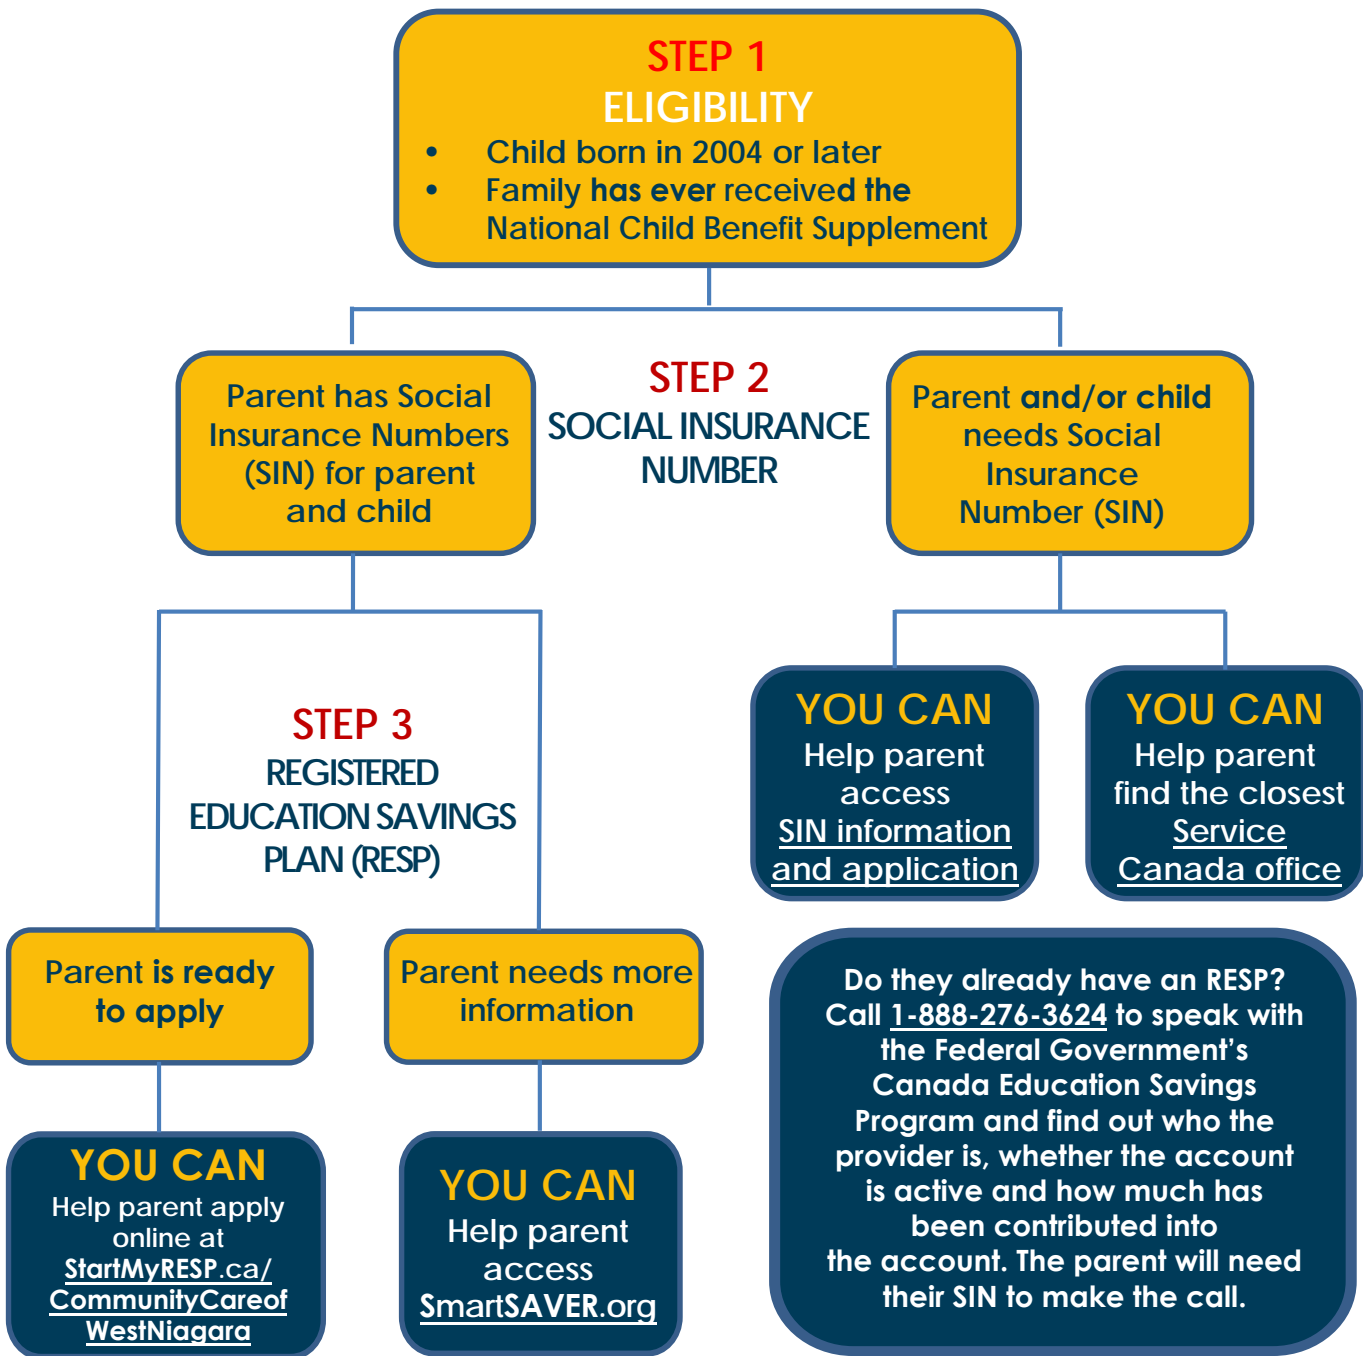 STEP 1
ELIGIBILITY
• Child born in 2004 or later
• Family has ever received the
National Child Benefit Supplement
Parent has Social
Insurance Numbers
(SIN) for parent
and child
STEP 2
SOCIAL INSURANCE
NUMBER
Parent and/or child
needs Social
Insurance
Number (SIN)
STEP 3
REGISTERED
EDUCATION SAVINGS
PLAN (RESP)
YOU CAN
Help parent
access
SIN information
and application
YOU CAN
Help parent
find the closest
Service
Canada office
Parent is ready
to apply
Parent needs more
information
YOU CAN
Help parent apply
online at
StartMyRESP.ca/
CommunityCareof
WestNiagara
YOU CAN
Help parent
access
SmartSAVER.org
Do they already have an RESP?
Call 1-888-276-3624 to speak with
the Federal Government's
Canada Education Savings
Program and find out who the
provider is, whether the account
is active and how much has
been contributed into
the account. The parent will need
their SIN to make the call.